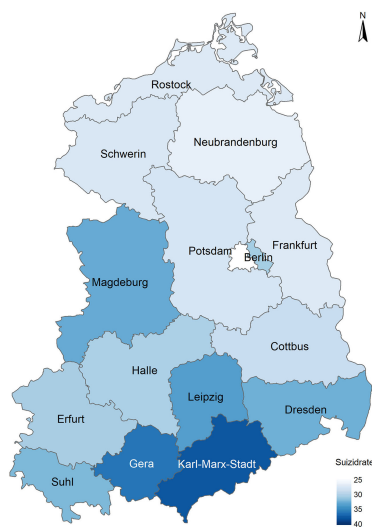 N
Rostock
Neubrandenburg
Schwerin
Potsdam
Berlin
Frankfurt
Magdeburg
Cottbus
Halle
Leipzig
Dresden
Erfurt
Gera
Karl-Marx-Stadt
Suhl
Suizidrate
25
30
35
40